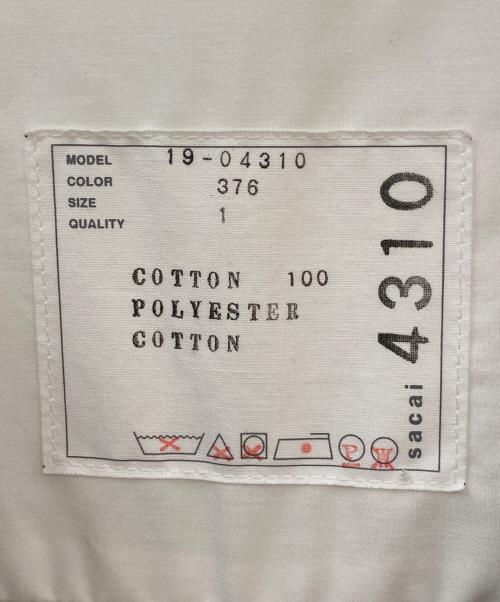 MODEL 19-04310
COLOR 376
SIZE 1
QUALITY
COTTON 100
POLYESTER
COTTON
P W
sacai 4310